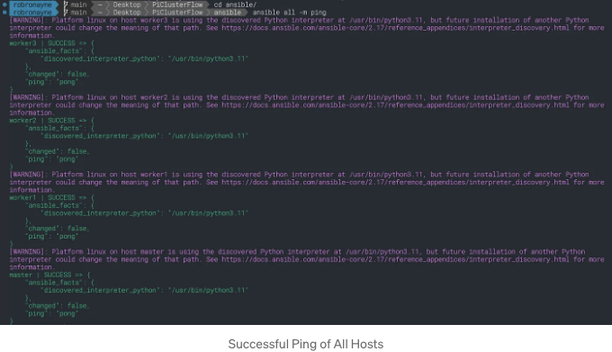 robronayne main ~ Desktop PiClusterFlow cd ansible/
robronayne main ~ Desktop PiClusterFlow ansible ansible all -m ping
[WARNING]: Platform linux on host worker3 is using the discovered Python interpreter at /usr/bin/python3.11, but future installation of another Python
interpreter could change the meaning of that path. See https://docs.ansible.com/ansible-core/2.17/reference_appendices/interpreter_discovery.html for more
information.
worker3 | SUCCESS => {
"ansible_facts": {
"discovered_interpreter_python": "/usr/bin/python3.11"
},
"changed": false,
"ping": "pong"
}
[WARNING]: Platform linux on host worker2 is using the discovered Python interpreter at /usr/bin/python3.11, but future installation of another Python
interpreter could change the meaning of that path. See https://docs.ansible.com/ansible-core/2.17/reference_appendices/interpreter_discovery.html for more
information.
worker2 | SUCCESS => {
"ansible_facts": {
"discovered_interpreter_python": "/usr/bin/python3.11"
},
"changed": false,
"ping": "pong"
}
[WARNING]: Platform linux on host worker1 is using the discovered Python interpreter at /usr/bin/python3.11, but future installation of another Python
interpreter could change the meaning of that path. See https://docs.ansible.com/ansible-core/2.17/reference_appendices/interpreter_discovery.html for more
information.
worker1 | SUCCESS => {
"ansible_facts": {
"discovered_interpreter_python": "/usr/bin/python3.11"
},
"changed": false,
"ping": "pong"
}
[WARNING]: Platform linux on host master is using the discovered Python interpreter at /usr/bin/python3.11, but future installation of another Python
interpreter could change the meaning of that path. See https://docs.ansible.com/ansible-core/2.17/reference_appendices/interpreter_discovery.html for more
information.
master | SUCCESS => {
"ansible_facts": {
"discovered_interpreter_python": "/usr/bin/python3.11"
},
"changed": false,
"ping": "pong"
}
Successful Ping of All Hosts